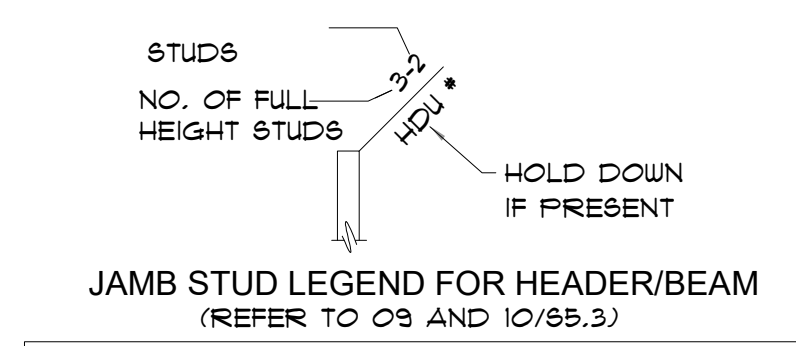 STUDS
NO. OF FULL
HEIGHT STUDS
3-2
HDU *
HOLD DOWN
IF PRESENT
JAMB STUD LEGEND FOR HEADER/BEAM
(REFER TO 09 AND 10/S5.3)